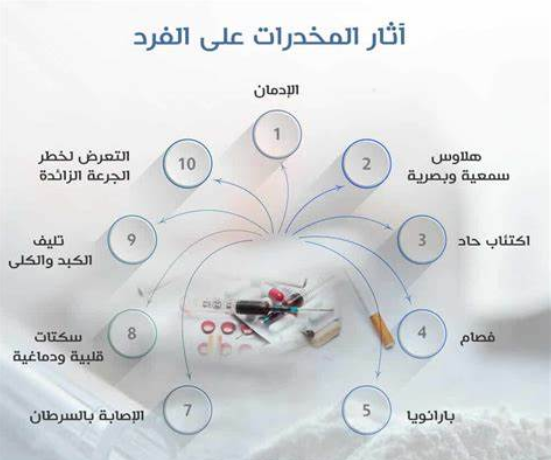 آثار المخدرات على الفرد
1
الإدمان
2
هلاوس
سمعية وبصرية
3
اكتئاب حاد
4
فصام
5
بارانويا
7
الإصابة بالسرطان
8
سكتات
قلبية ودماغية
9
تليف
الكبد والكلى
10
التعرض لخطر
الجرعة الزائدة